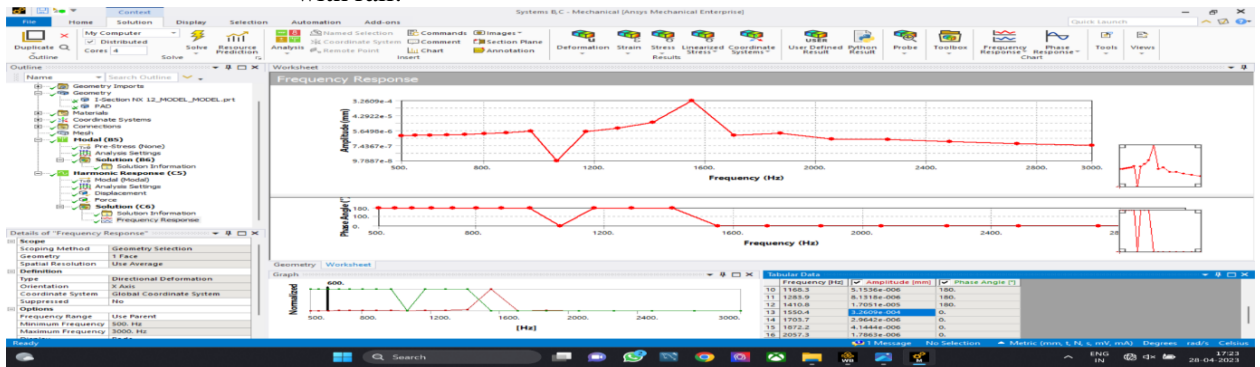 with rail.
Context
Systems B,C - Mechanical [Ansys Mechanical Enterprise]
File Home Solution Display Selection Automation Add-ons
Quick Launch
My Computer
Distributed
Cores 4
Duplicate
Solve Resource Prediction
Analysis
Named Selection Commands Images
Coordinate System Comment Section Plane
Remote Point Chart Annotation
Deformation Strain Stress Linearized Stress Coordinate Systems User Defined Result Python Result Probe Toolbox Frequency Response Phase Response Tools Views
Outline Solve Insert Results Chart
Outline
Name Search Outline
Geometry Imports
Geometry
I-Section NX 12_MODEL_MODEL.prt
PAD
Materials
Coordinate Systems
Connections
Mesh
Modal (B5)
Pre-Stress (None)
Analysis Settings
Solution (B6)
Solution Information
Harmonic Response (C5)
Modal (Modal)
Analysis Settings
Displacement
Force
Solution (C6)
Solution Information
Frequency Response
Details of "Frequency Response"
Scope
Scoping Method Geometry Selection
Geometry 1 Face
Spatial Resolution Use Average
Definition
Type Directional Deformation
Orientation X Axis
Coordinate System Global Coordinate System
Suppressed No
Options
Frequency Range Use Parent
Minimum Frequency 500. Hz
Maximum Frequency 3000. Hz
Worksheet
Frequency Response
Amplitude (mm)
3.2609e-4
4.2922e-5
5.6498e-6
7.4367e-7
9.7887e-8
500. 800. 1200. 1600. 2000. 2400. 3000.
Frequency (Hz)
Phase Angle (°)
180.
100.
0.
500. 800. 1200. 1600. 2000. 2400. 28
Frequency (Hz)
Geometry Worksheet
Graph
600.
Normalized
500. 800. 1200. 1600. 2000. 2400. 3000.
[Hz]
Tabular Data
Frequency [Hz] Amplitude [mm] Phase Angle [°]
10 1168.3 5.1536e-006 180.
11 1283.9 8.1318e-006 180.
12 1410.8 1.7051e-005 180.
13 1550.4 3.2609e-004 0.
14 1703.7 2.9642e-006 0.
15 1872.2 4.1444e-006 0.
16 2057.3 1.7863e-006 0.
Ready
1 Message No Selection Metric (mm, t, N, s, mV, mA) Degrees rad/s Celsius
Search
ENG
IN
17:23
28-04-2023